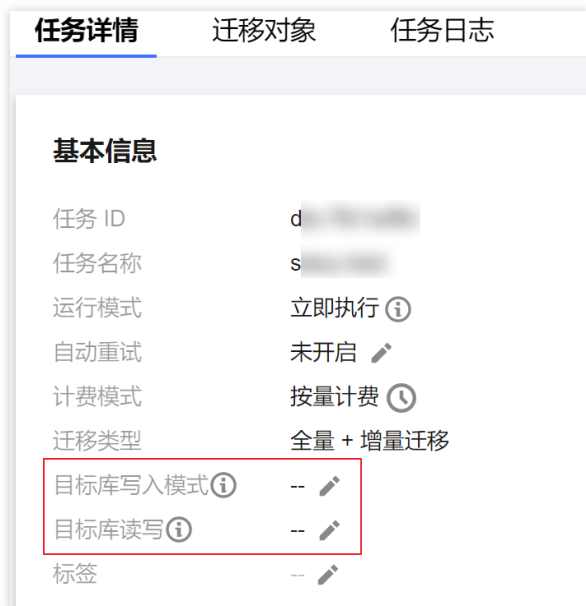 任务详情 迁移对象 任务日志
基本信息
任务 ID d
任务名称 s
运行模式 立即执行
自动重试 未开启
计费模式 按量计费
迁移类型 全量 + 增量迁移
目标库写入模式 --
目标库读写 --
标签 --